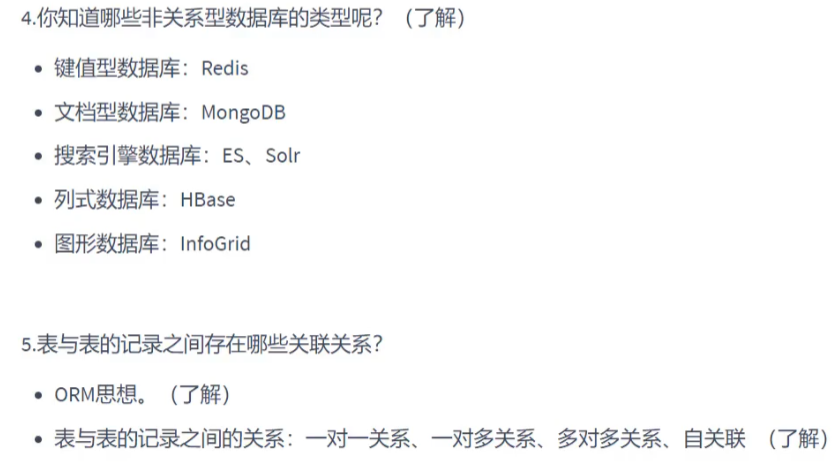 4.你知道哪些非关系型数据库的类型呢？（了解）
• 键值型数据库：Redis
• 文档型数据库：MongoDB
• 搜索引擎数据库：ES、Solr
• 列式数据库：HBase
• 图形数据库：InfoGrid
5.表与表的记录之间存在哪些关联关系？
• ORM思想。（了解）
• 表与表的记录之间的关系：一对一关系、一对多关系、多对多关系、自关联 （了解）